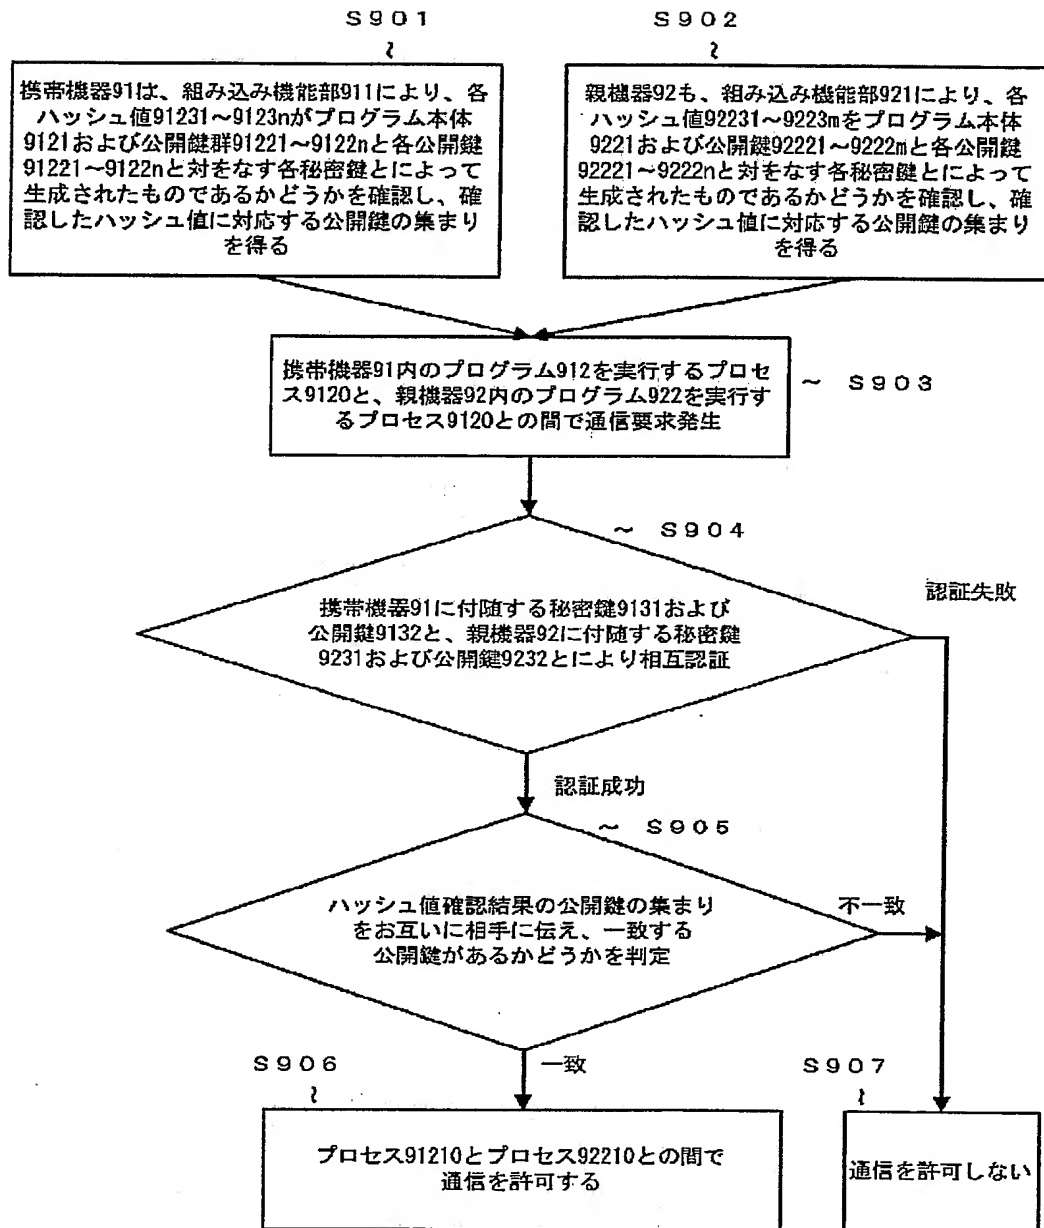 S901
携帯機器91は、組み込み機能部911により、各
ハッシュ値91231～9123nがプログラム本体
9121および公開鍵群91221～9122nと各公開鍵
91221～9122nと対をなす各秘密鍵とによって
生成されたものであるかどうかを確認し、確
認したハッシュ値に対応する公開鍵の集まり
を得る
S902
親機器92も、組み込み機能部921により、各
ハッシュ値92231～9223mをプログラム本体
9221および公開鍵92221～9222mと各公開鍵
92221～9222nと対をなす各秘密鍵とによって
生成されたものであるかどうかを確認し、確
認したハッシュ値に対応する公開鍵の集まり
を得る
携帯機器91内のプログラム912を実行するプロセ
ス9120と、親機器92内のプログラム922を実行す
るプロセス9120との間で通信要求発生
～ S903
～ S904
携帯機器91に付随する秘密鍵9131および
公開鍵9132と、親機器92に付随する秘密鍵
9231および公開鍵9232とにより相互認証
認証失敗
認証成功
～ S905
ハッシュ値確認結果の公開鍵の集まり
をお互いに相手に伝え、一致する
公開鍵があるかどうかを判定
不一致
一致
S906
プロセス91210とプロセス92210との間で
通信を許可する
S907
通信を許可しない